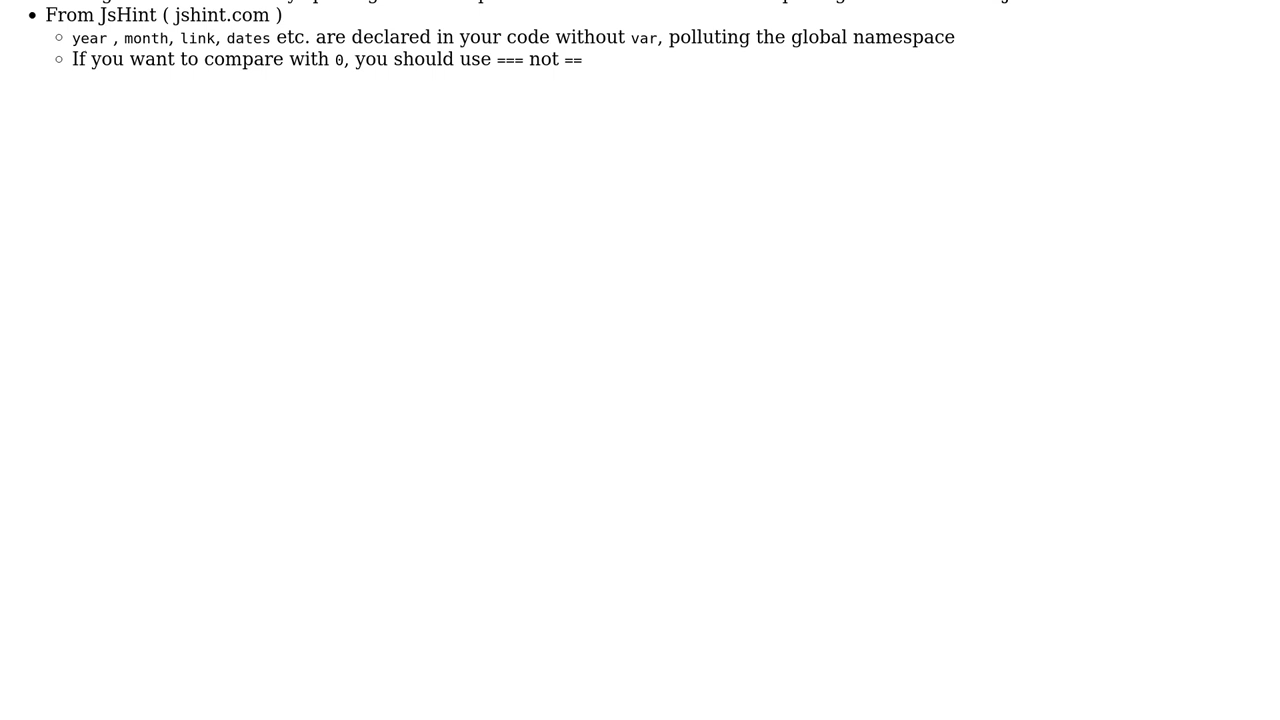 From JsHint ( jshint.com )
year , month, link, dates etc. are declared in your code without var, polluting the global namespace
If you want to compare with 0, you should use === not ==